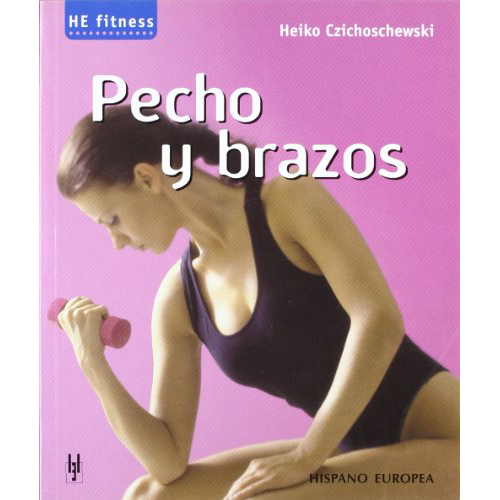 HE fitness
Heiko Czichoschewski
Pecho
y brazos
HISPANO EUROPEA